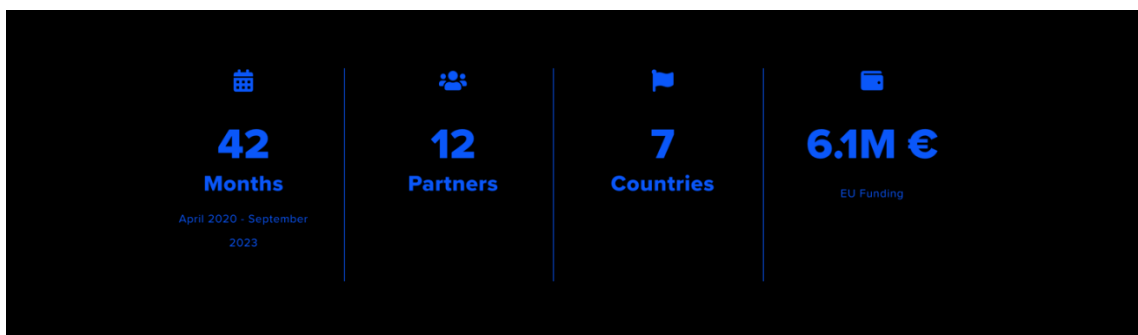 42
Months
April 2020 - September
2023
12
Partners
7
Countries
6.1M €
EU Funding